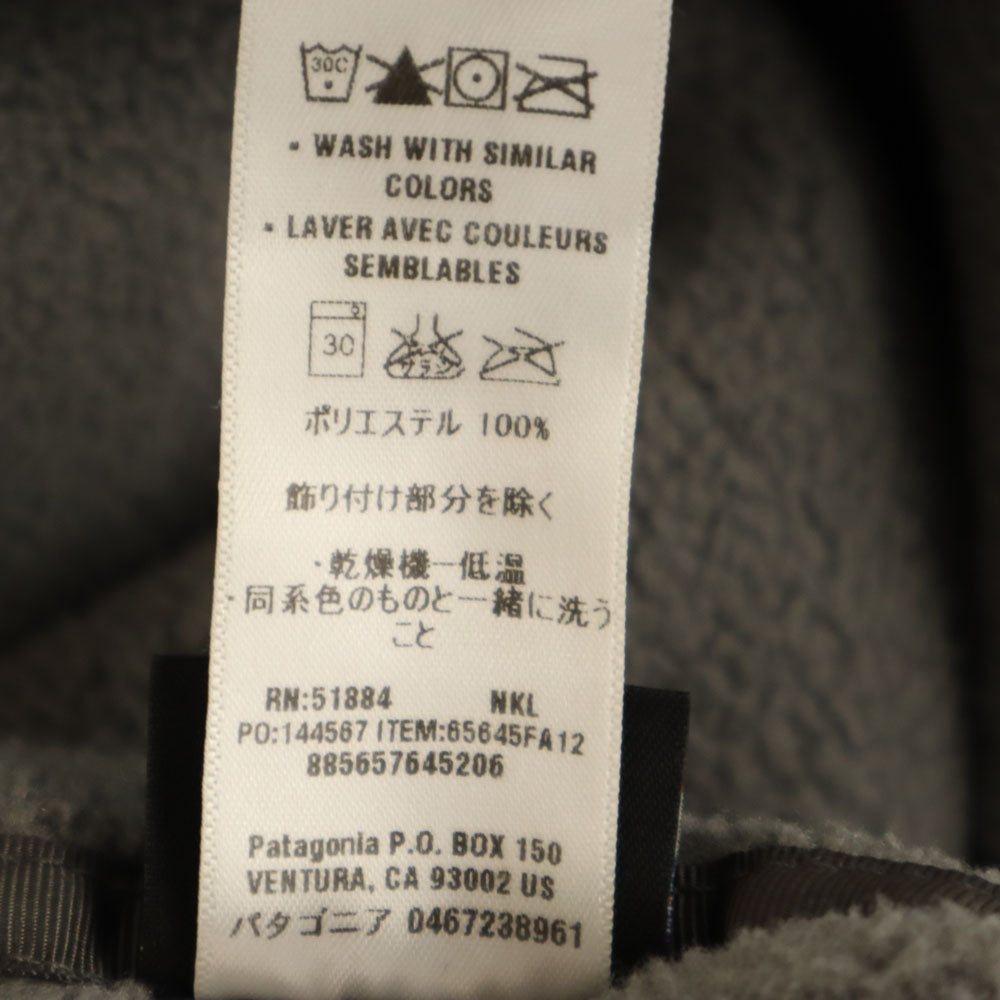 30C
• WASH WITH SIMILAR
COLORS
• LAVER AVEC COULEURS
SEMBLABLES
30
ポリエステル 100%
飾り付け部分を除く
・乾燥機ー低温
・同系色のものと一緒に洗う
こと
RN:51884 NKL
PO:144567 ITEM:65645FA12
885657645206
Patagonia P.O. BOX 150
VENTURA, CA 93002 US
パタゴニア 0467238961